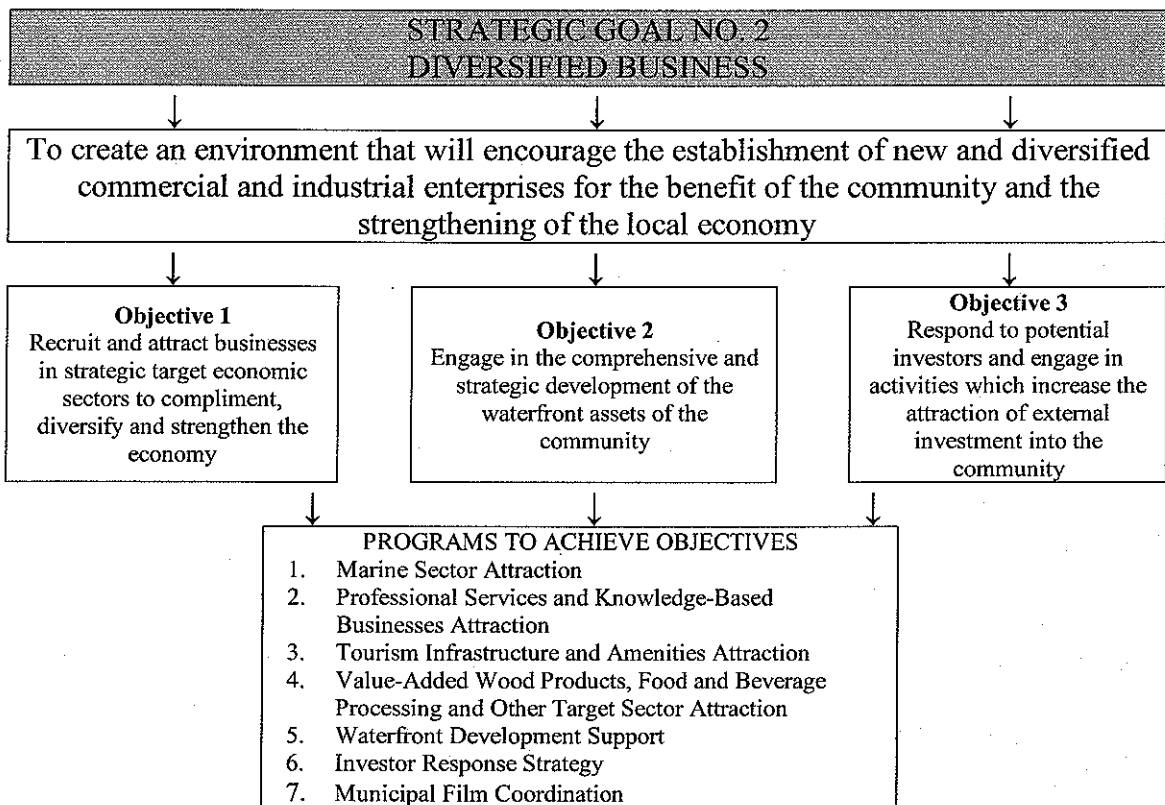 STRATEGIC GOAL NO. 2
DIVERSIFIED BUSINESS
To create an environment that will encourage the establishment of new and diversified
commercial and industrial enterprises for the benefit of the community and the
strengthening of the local economy
Objective 1
Recruit and attract businesses
in strategic target economic
sectors to compliment,
diversify and strengthen the
economy
Objective 2
Engage in the comprehensive and
strategic development of the
waterfront assets of the
community
Objective 3
Respond to potential
investors and engage in
activities which increase the
attraction of external
investment into the
community
PROGRAMS TO ACHIEVE OBJECTIVES
1. Marine Sector Attraction
2. Professional Services and Knowledge-Based
Businesses Attraction
3. Tourism Infrastructure and Amenities Attraction
4. Value-Added Wood Products, Food and Beverage
Processing and Other Target Sector Attraction
5. Waterfront Development Support
6. Investor Response Strategy
7. Municipal Film Coordination